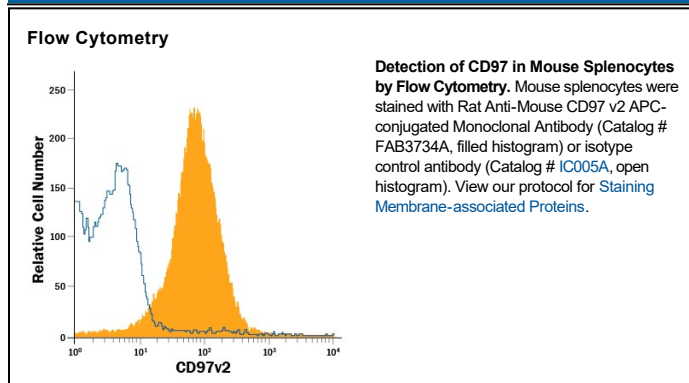 Flow Cytometry
Detection of CD97 in Mouse Splenocytes
by Flow Cytometry. Mouse splenocytes were
stained with Rat Anti-Mouse CD97 v2 APC-
conjugated Monoclonal Antibody (Catalog #
FAB3734A, filled histogram) or isotype
control antibody (Catalog # IC005A, open
histogram). View our protocol for Staining
Membrane-associated Proteins.
Relative Cell Number
250
200
150
100
50
0
10⁰ 10¹ 10² 10³ 10⁴
CD97v2